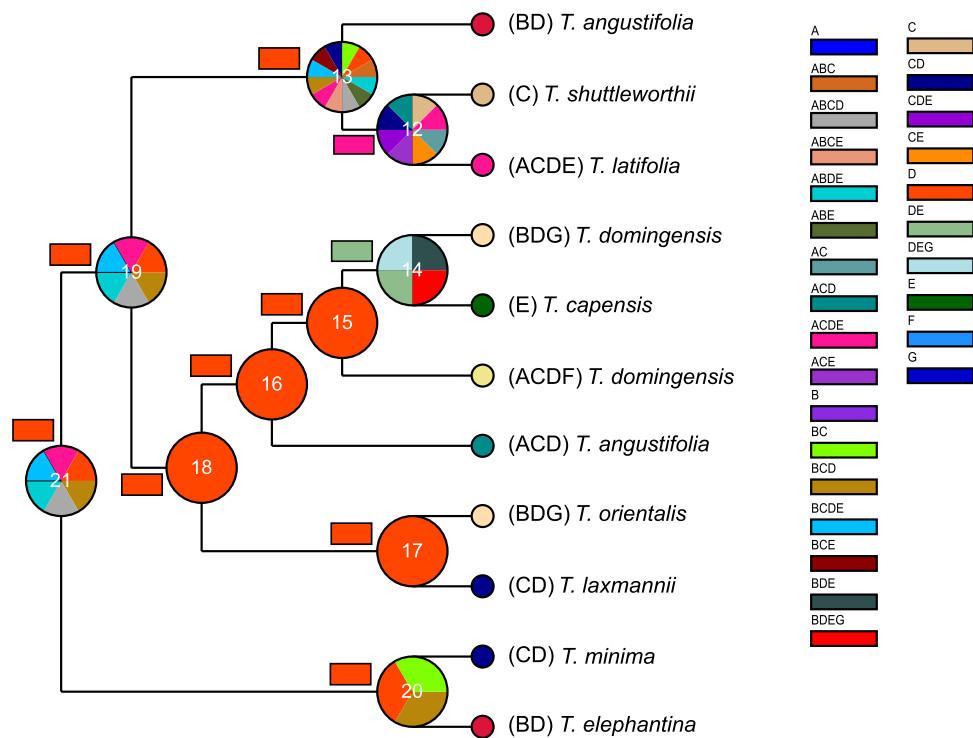 (BD) T. angustifolia
13
(C) T. shuttleworthii
12
(ACDE) T. latifolia
(BDG) T. domingensis
19
14
(E) T. capensis
15
(ACDF) T. domingensis
16
(ACD) T. angustifolia
18
21
(BDG) T. orientalis
17
(CD) T. laxmannii
(CD) T. minima
20
(BD) T. elephantina
A
ABC
ABCD
ABCE
ABDE
ABE
AC
ACD
ACDE
ACE
B
BC
BCD
BCDE
BCE
BDE
BDEG
C
CD
CDE
CE
D
DE
DEG
E
F
G